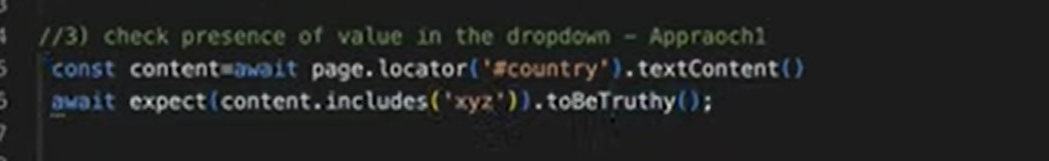 //3) check presence of value in the dropdown - Appraoch1
const content=await page.locator('#country').textContent()
await expect(content.includes('xyz')).toBeTruthy();